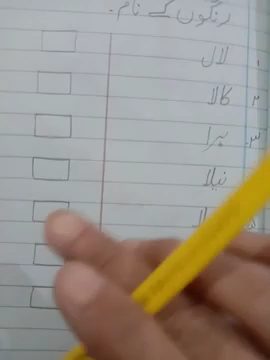 رنگوں کے نام۔
۱ لال
۲ کالا
۳. ہرا
نیلا